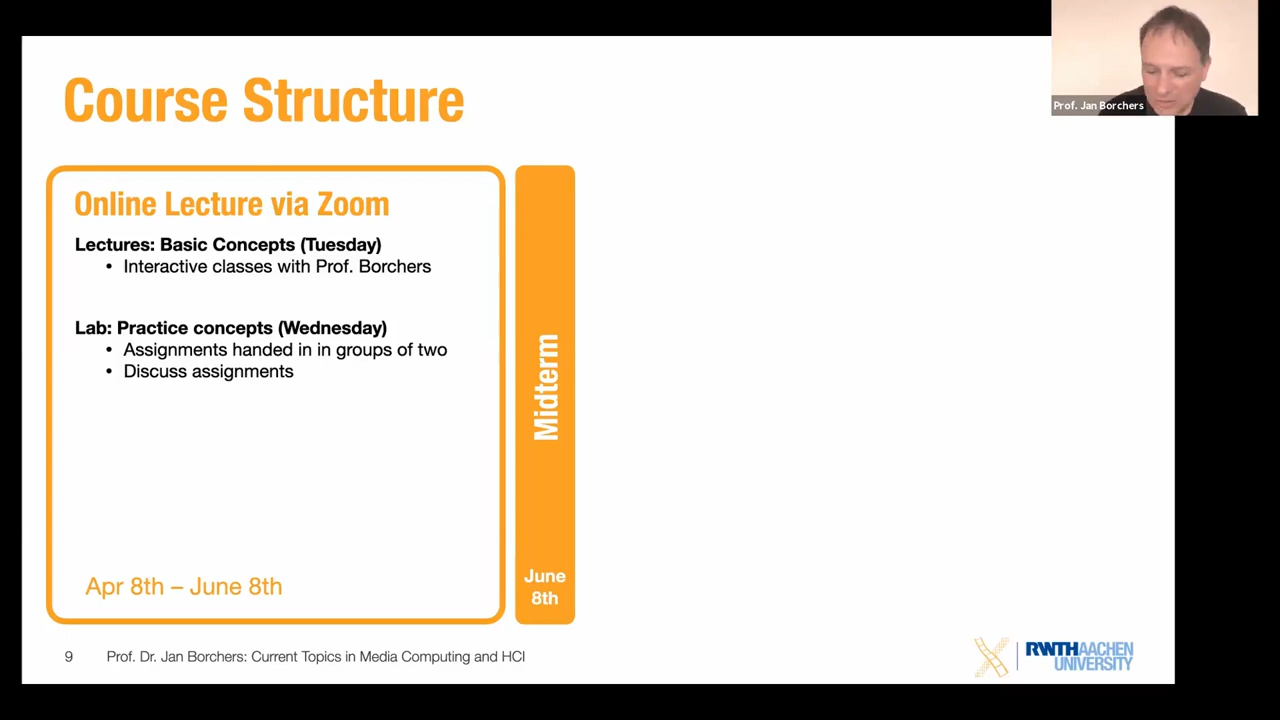 Course Structure
Prof. Jan Borchers
Online Lecture via Zoom
Lectures: Basic Concepts (Tuesday)
• Interactive classes with Prof. Borchers
Lab: Practice concepts (Wednesday)
• Assignments handed in in groups of two
• Discuss assignments
Apr 8th – June 8th
Midterm
June
8th
9 Prof. Dr. Jan Borchers: Current Topics in Media Computing and HCI
RWTHAACHEN
UNIVERSITY